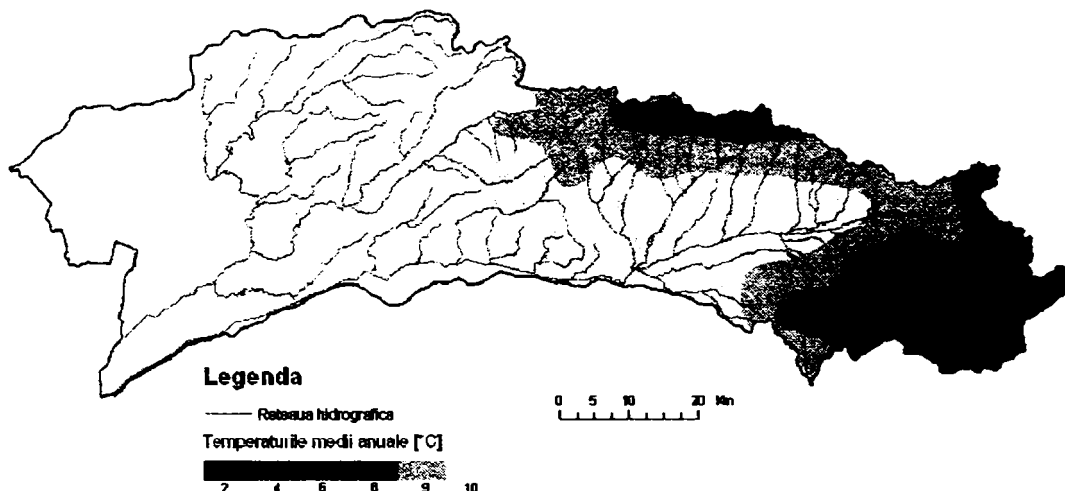 Legenda
Reteaua hidrografica
0 5 10 20 Km
Temperaturile medii anuale [°C]
2 4 6 8 9 10